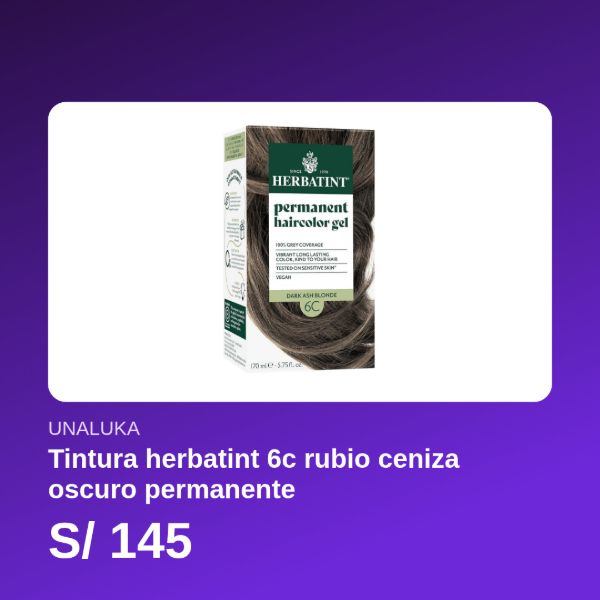 SINCE 1970
HERBATINT
permanent
haircolor gel
100% GREY COVERAGE
VIBRANT LONG LASTING
COLOR, KIND TO YOUR HAIR
TESTED ON SENSITIVE SKIN*
VEGAN
DARK ASH BLONDE
6C
170 ml ℮ - 5.75 fl. oz.
UNALUKA
Tintura herbatint 6c rubio ceniza
oscuro permanente
S/ 145